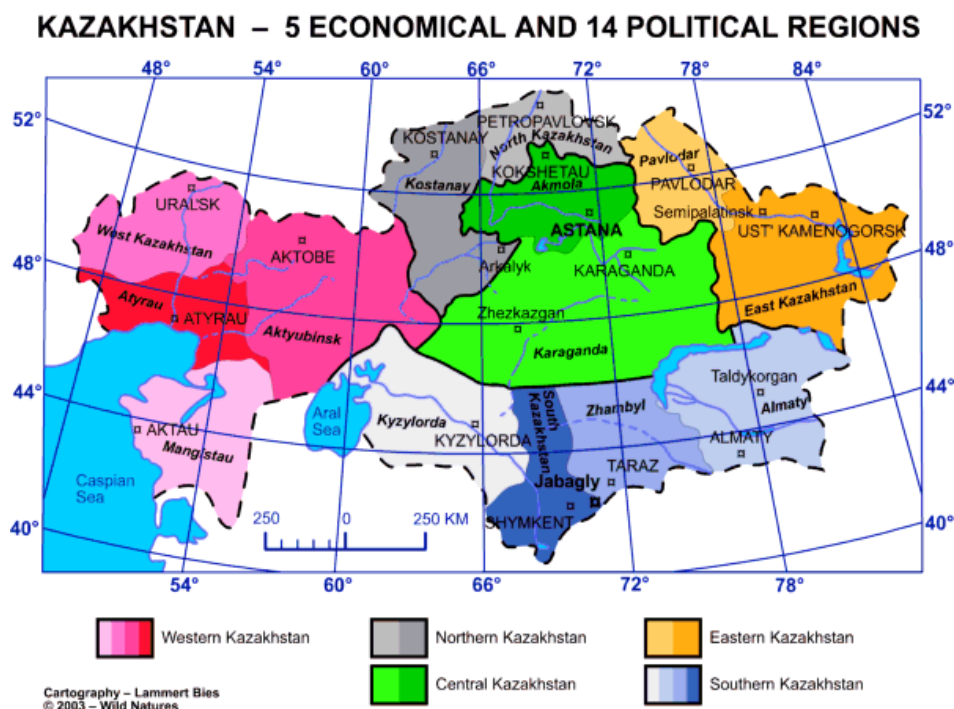 KAZAKHSTAN – 5 ECONOMICAL AND 14 POLITICAL REGIONS
48° 54° 60° 66° 72° 78° 84°
52° 52°
PETROPAVLOVSK
KOSTANAY
North Kazakhstan
Pavlodar
KOKSHETAU
Kostanay
Akmola
PAVLODAR
URAL'SK
Semipalatinsk
West Kazakhstan
ASTANA
UST' KAMENOGORSK
48° 48°
AKTOBE
Arkalyk
KARAGANDA
Atyrau
East Kazakhstan
ATYRAU
Zhezkazgan
Aktyubinsk
Karaganda
44° 44°
Taldykorgan
Aral
Sea
Kyzylorda
South
Kazakhstan
Zhambyl
Almaty
AKTAU
KYZYLORDA
ALMATY
Mangistau
TARAZ
Caspian
Sea
Jabagly
40° 40°
250 0 250 KM
SHYMKENT
54° 60° 66° 72° 78°
Western Kazakhstan
Northern Kazakhstan
Eastern Kazakhstan
Central Kazakhstan
Southern Kazakhstan
Cartography – Lammert Bies
© 2003 – Wild Natures